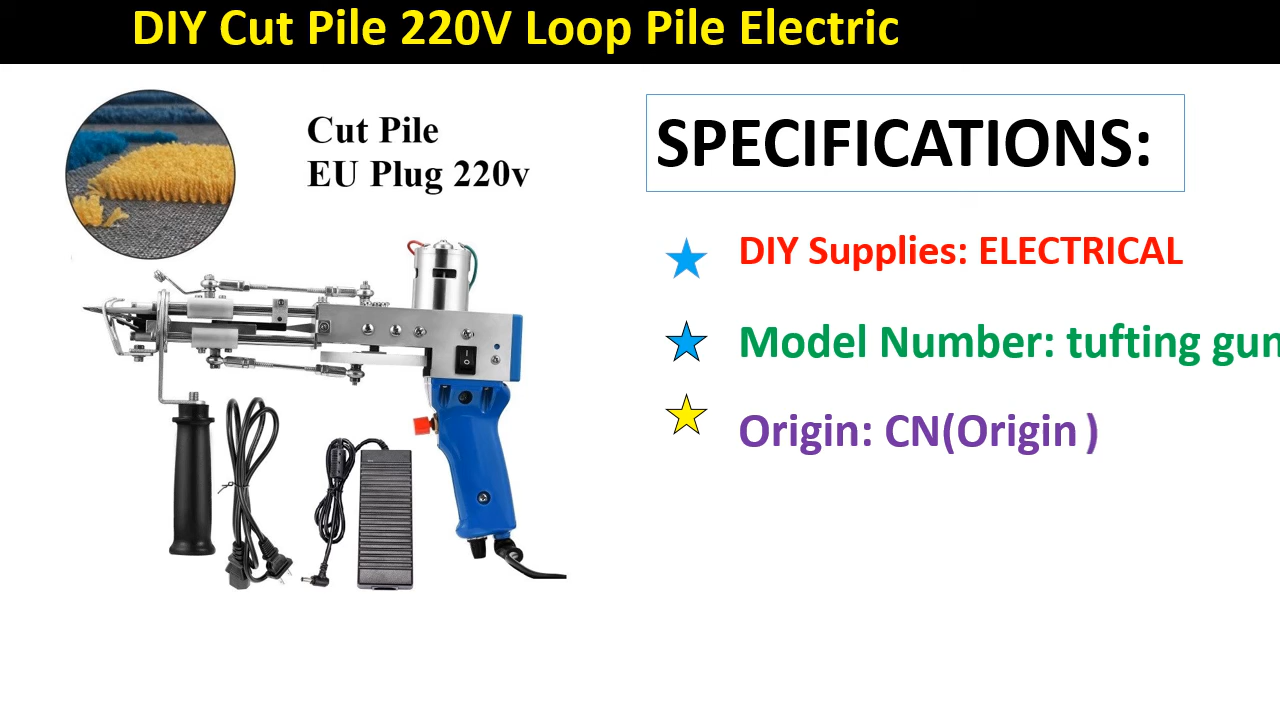 DIY Cut Pile 220V Loop Pile Electric
Cut Pile
EU Plug 220v
SPECIFICATIONS:
DIY Supplies: ELECTRICAL
Model Number: tufting gun
Origin: CN(Origin )